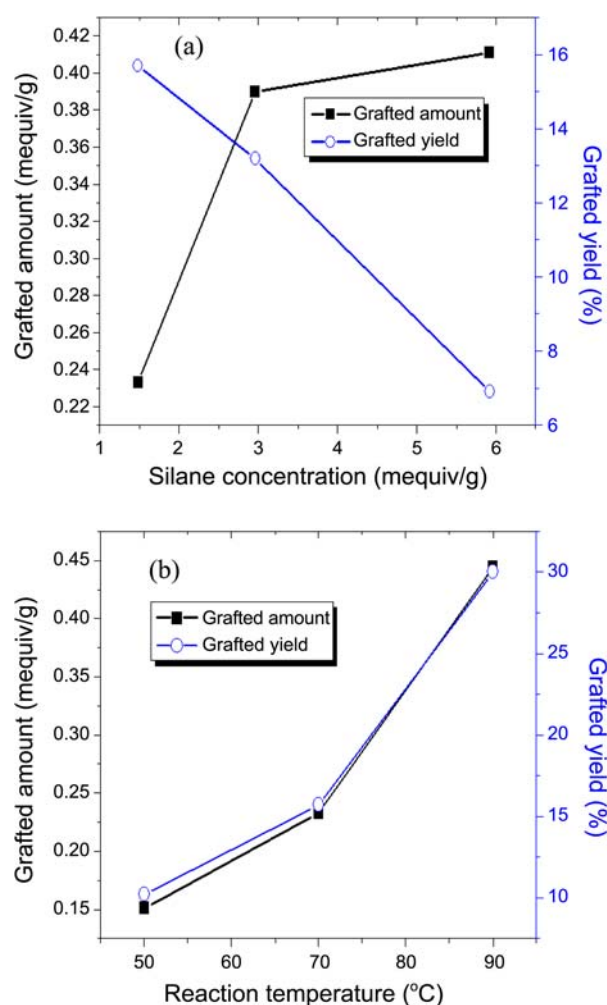 (a)
0.42
0.40
0.38
0.36
0.34
0.32
0.30
0.28
0.26
0.24
0.22
Grafted amount (mequiv/g)
Grafted amount
Grafted yield
16
14
12
10
8
6
Grafted yield
(%)
1 2 3 4 5 6
Silane concentration (mequiv/g)
(b)
0.45
0.40
0.35
0.30
0.25
0.20
0.15
Grafted amount (mequiv/g)
Grafted amount
Grafted yield
30
25
20
15
10
Grafted yield
(%)
50 60 70 80 90
Reaction temperature (°C)